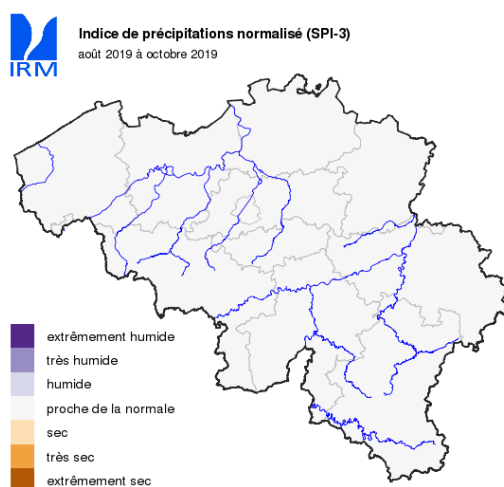 Indice de précipitations normalisé (SPI-3)
août 2019 à octobre 2019
IRM
extrêmement humide
très humide
humide
proche de la normale
sec
très sec
extrêmement sec